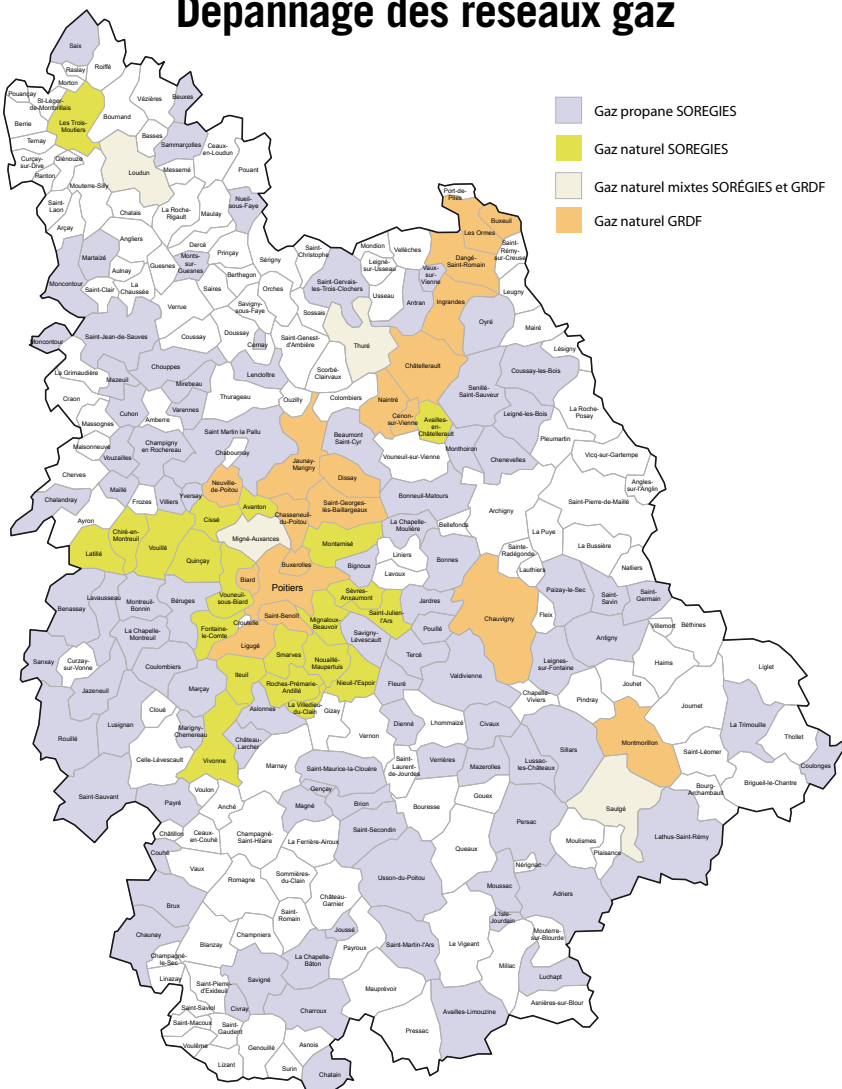 Dépannage des réseaux gaz
Gaz propane SOREGIES
Gaz naturel SOREGIES
Gaz naturel mixtes SORÉGIES et GRDF
Gaz naturel GRDF
Saix
Raslay
Roiffé
Morton
Pouançay
St-Léger-
de-Montbrillais
Vézières
Beuxes
Berrie
Les Trois-
Moutiers
Bournand
Ternay
Basses
Sammarçolles
Ceaux-
en-Loudun
Curçay-
sur-Dive
Glénouze
Ranton
Loudun
Messemé
Pouant
Mouterre-Silly
Saint-
Laon
Chalais
La Roche-
Rigault
Maulay
Nueil-
sous-Faye
Arçay
Angliers
Dercé
Martaizé
Aulnay
Guesnes
Monts-
sur-
Guesnes
Prinçay
Sérigny
Berthegon
Moncontour
Saint-Clair
La
Chaussée
Saires
Orches
Verrue
Savigny-
sous-Faye
Saint-
Christophe
Mondion
Leigné-
sur-Usseau
Vellèches
Port-de-
Piles
Buxeuil
Les Ormes
Dangé-
Saint-Romain
Saint-
Rémy-
sur-Creuse
Vaux-
sur-
Vienne
Saint-Gervais-
les-Trois-Clochers
Usseau
Antran
Ingrandes
Leugny
Sossais
Oyré
Mairé
Moncontour
Saint-Jean-de-Sauves
Coussay
Doussay
Cernay
Saint-Genest-
d'Ambière
Thuré
Lésigny
La Grimaudière
Mazeuil
Chouppes
Mirebeau
Lencloître
Scorbé-
Clairvaux
Châtellerault
Senillé-
Saint-Sauveur
Coussay-les-Bois
Craon
Massognes
Cuhon
Varennes
Amberre
Thurageau
Ouzilly
Colombiers
Naintré
Cenon-
sur-Vienne
Availles-
en-
Châtellerault
Leigné-les-Bois
La Roche-
Posay
Maisonneuve
Vouzailles
Champigny
en Rochereau
Saint Martin la Pallu
Chabournay
Beaumont
Saint-Cyr
Vouneuil-sur-Vienne
Monthoiron
Chenevelles
Pleumartin
Vicq-sur-Gartempe
Cherves
Chalandray
Maillé
Frozes
Villiers
Yversay
Neuville-
de-Poitou
Jaunay-
Marigny
Dissay
Bonneuil-Matours
Angles-
sur-l'Anglin
Saint-Pierre-de-Maillé
Ayron
Cissé
Avanton
Chasseneuil-
du-Poitou
Saint-Georges-
lès-Baillargeaux
La Chapelle-
Moulière
Bellefonds
Archigny
La Puye
La Bussière
Latillé
Chiré-en-
Montreuil
Vouillé
Quinçay
Migné-Auxances
Montamisé
Liniers
Bonnes
Sainte-
Radégonde
Lauthiers
Nalliers
Lavausseau
Benassay
Montreuil-
Bonnin
Béruges
Vouneuil-
sous-Biard
Biard
Buxerolles
Poitiers
Bignoux
Lavoux
Sèvres-
Anxaumont
Saint-Julien-
l'Ars
Jardres
Chauvigny
Paizay-le-Sec
Fleix
Saint-
Savin
Saint-
Germain
La Chapelle-
Montreuil
Fontaine-
le-Comte
Croutelle
Saint-Benoît
Mignaloux-
Beauvoir
Savigny-
Lévescault
Pouillé
Antigny
Villemort
Béthines
Sanxay
Curzay-
sur-Vonne
Coulombiers
Ligugé
Smarves
Nouaillé-
Maupertuis
Tercé
Leignes-
sur-Fontaine
Haims
Liglet
Jazeneuil
Marçay
Iteuil
Roches-Prémarie-
Andillé
Nieuil-l'Espoir
Fleuré
Valdivienne
Chapelle-
Viviers
Pindray
Jouhet
Journet
Rouillé
Lusignan
Cloué
Marigny-
Chemereau
Aslonnes
La Villedieu-
du-Clain
Gizay
Vernon
Dienné
Lhommaizé
Civaux
La Trimouille
Thollet
Celle-Lévescault
Vivonne
Château-
Larcher
Marnay
Saint-Maurice-la-Clouère
Saint-
Laurent-
de-Jourdes
Verrières
Mazerolles
Lussac-
les-Châteaux
Sillars
Montmorillon
Saint-Léomer
Coulonges
Saint-Sauvant
Payré
Voulon
Anché
Gençay
Magné
Brion
Bouresse
Gouex
Saulgé
Bourg-
Archambault
Brigueil-le-Chantre
Châtillon
Ceaux-
en-Couhé
Champagné-
Saint-Hilaire
La Ferrière-Airoux
Saint-Secondin
Persac
Moulismes
Plaisance
Lathus-Saint-Rémy
Couhé
Vaux
Romagne
Sommières-
du-Clain
Château-
Garnier
Usson-du-Poitou
Queaux
Nérignac
Moussac
Adriers
Brux
Chaunay
Champniers
Saint-
Romain
Joussé
L'Isle-
Jourdain
Mouterre-
sur-Blourde
Champagné-
le-Sec
Blanzay
La Chapelle-
Bâton
Payroux
Saint-Martin-l'Ars
Le Vigeant
Millac
Luchapt
Linazay
Saint-Pierre-
d'Exideuil
Savigné
Mauprévoir
Saint-Saviol
Civray
Charroux
Availles-Limouzine
Asnières-sur-Blour
Saint-Macoux
Saint-
Gaudent
Pressac
Voulême
Lizant
Genouillé
Asnois
Surin
Chatain